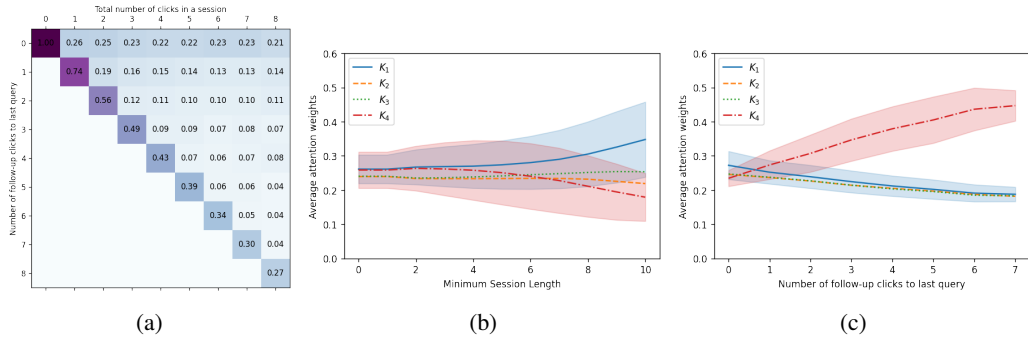 Total number of clicks in a session
0 1 2 3 4 5 6 7 8
Number of follow-up clicks to last query
0 1.00 0.26 0.25 0.23 0.22 0.22 0.23 0.23 0.21
1 0.74 0.19 0.16 0.15 0.14 0.13 0.13 0.14
2 0.56 0.12 0.11 0.10 0.10 0.10 0.11
3 0.49 0.09 0.09 0.07 0.08 0.07
4 0.43 0.07 0.06 0.07 0.08
5 0.39 0.06 0.06 0.04
6 0.34 0.05 0.04
7 0.30 0.04
8 0.27
(a)
Average attention weights
0.6
0.5
0.4
0.3
0.2
0.1
0.0
K1
K2
K3
K4
0 2 4 6 8 10
Minimum Session Length
(b)
Average attention weights
0.6
0.5
0.4
0.3
0.2
0.1
0.0
K1
K2
K3
K4
0 1 2 3 4 5 6 7
Number of follow-up clicks to last query
(c)